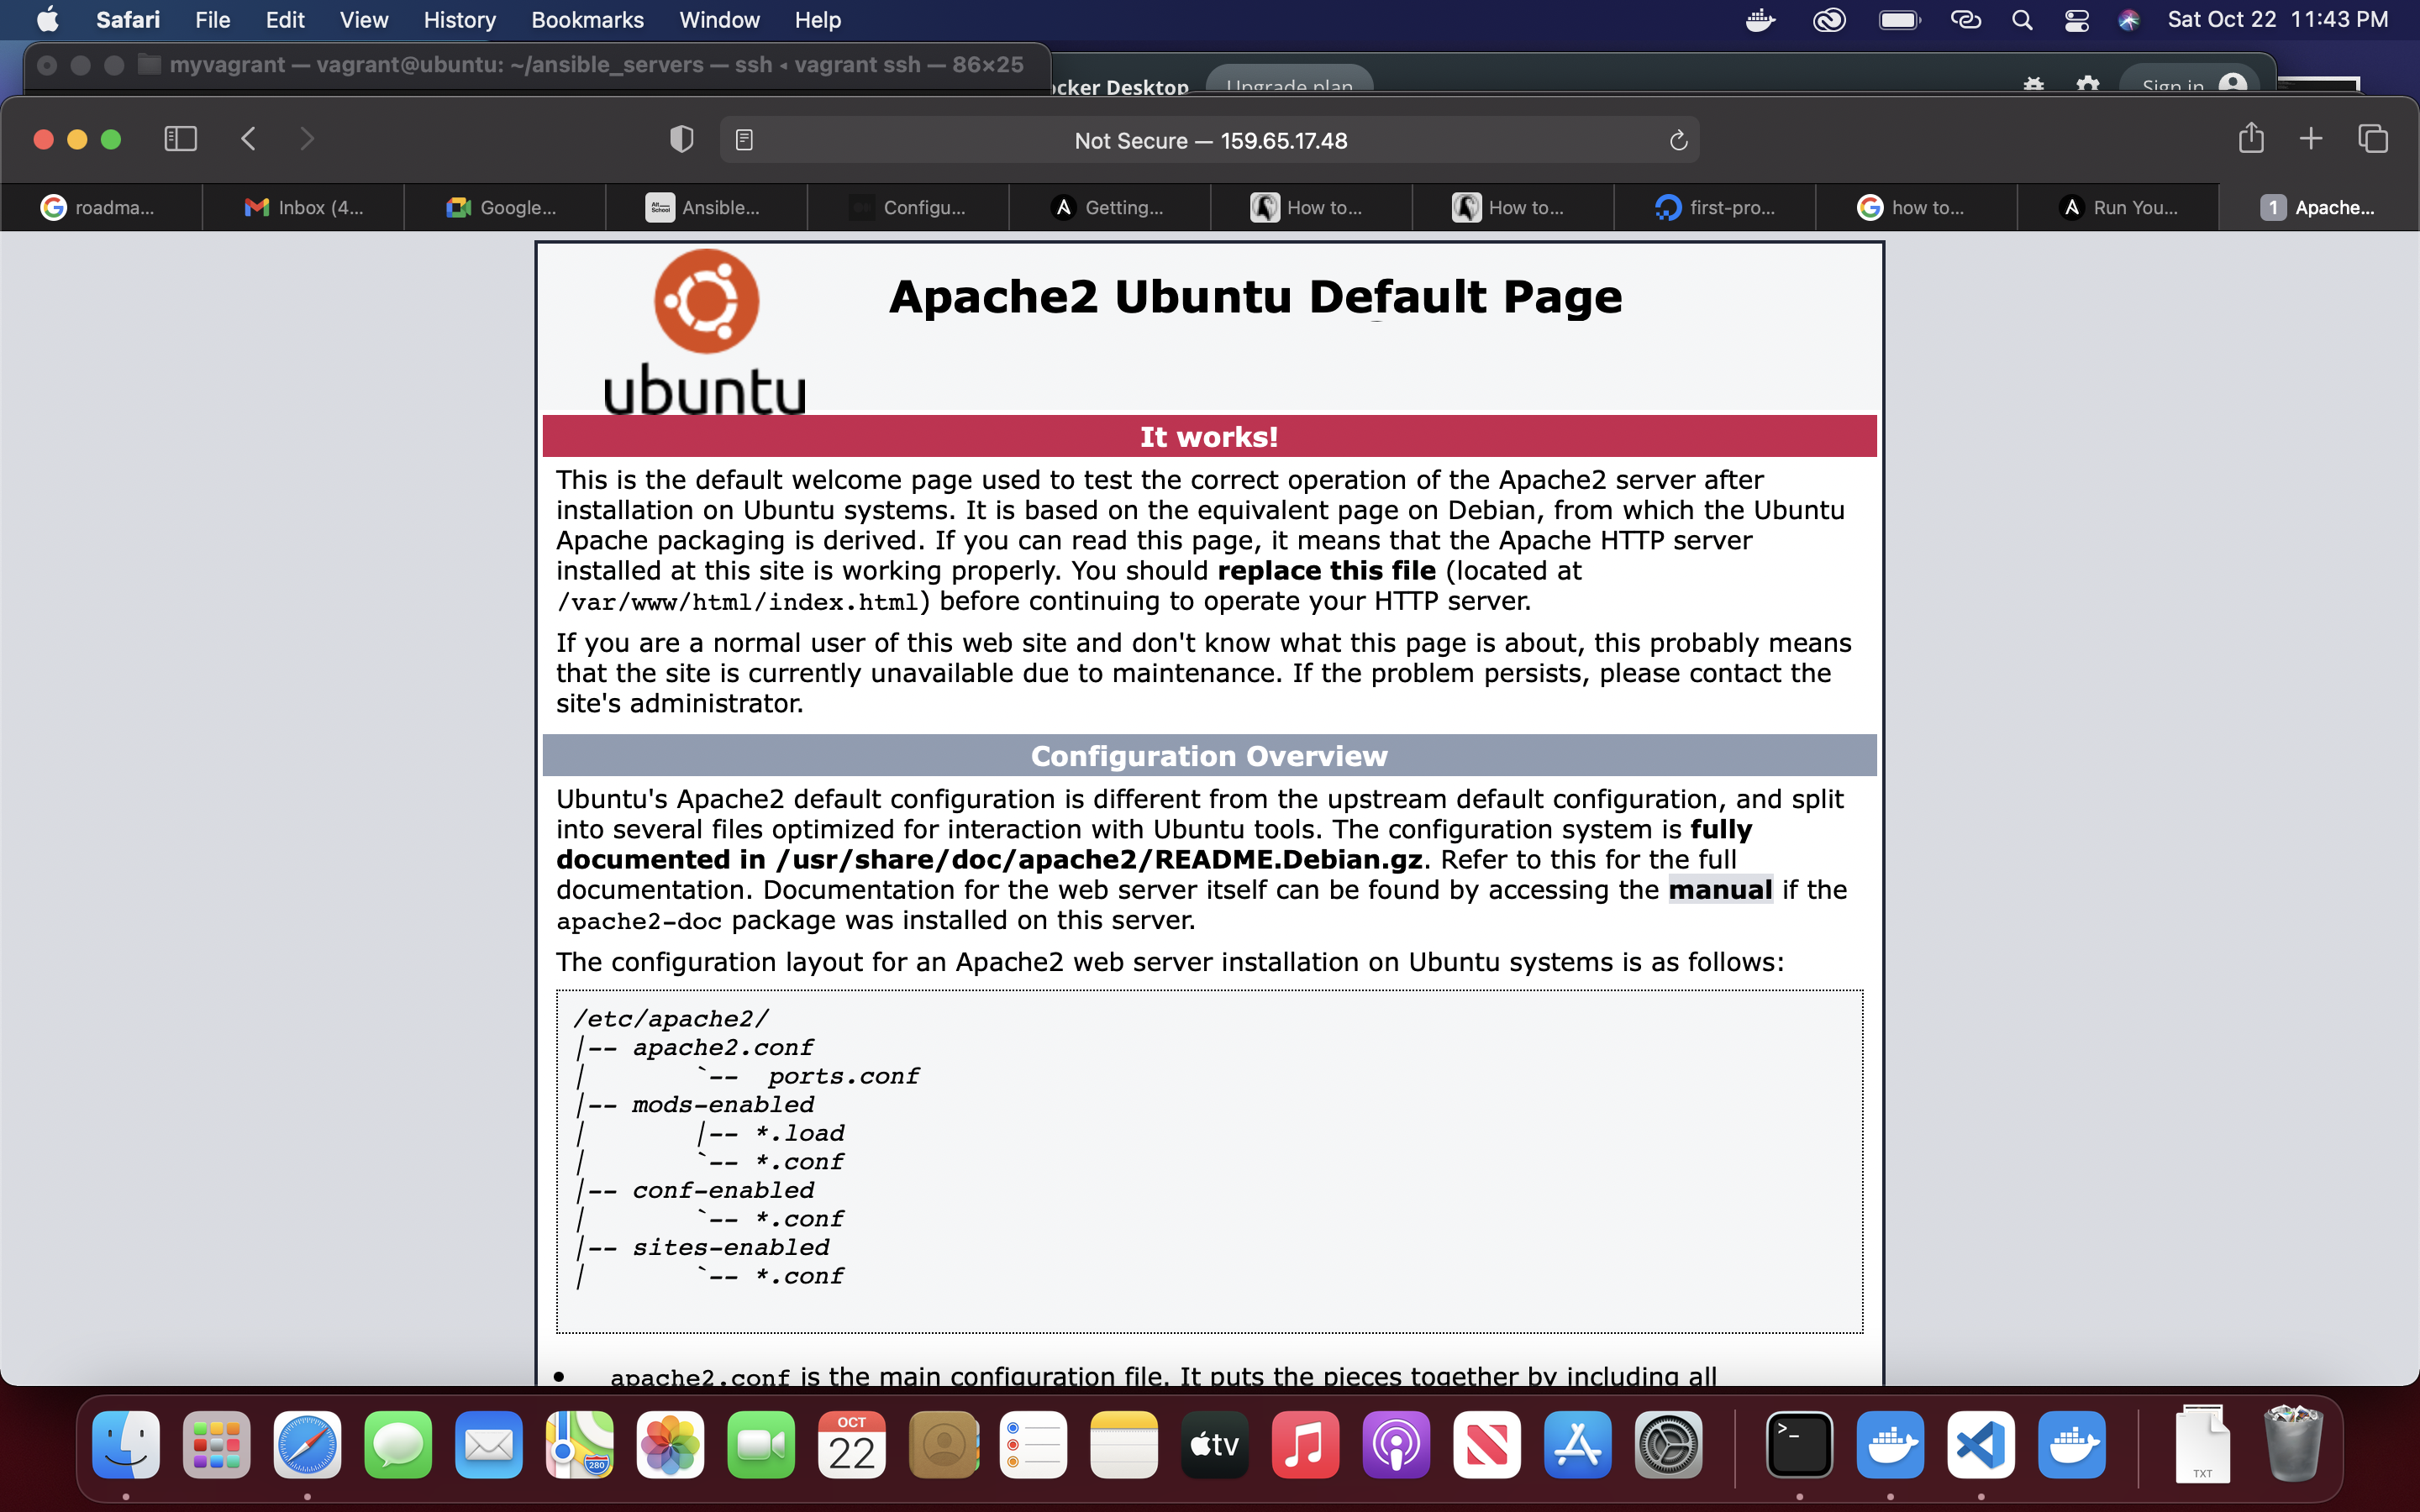 Safari File Edit View History Bookmarks Window Help Sat Oct 22 11:43 PM
myvagrant — vagrant@ubuntu: ~/ansible_servers — ssh ◂ vagrant ssh — 86×25
cker Desktop Upgrade plan Sign in
Not Secure — 159.65.17.48
roadma... Inbox (4... Google... Ansible... Configu... Getting... How to... How to... first-pro... how to... Run You... 1 Apache...
ubuntu
Apache2 Ubuntu Default Page
It works!
This is the default welcome page used to test the correct operation of the Apache2 server after
installation on Ubuntu systems. It is based on the equivalent page on Debian, from which the Ubuntu
Apache packaging is derived. If you can read this page, it means that the Apache HTTP server
installed at this site is working properly. You should replace this file (located at
/var/www/html/index.html) before continuing to operate your HTTP server.
If you are a normal user of this web site and don't know what this page is about, this probably means
that the site is currently unavailable due to maintenance. If the problem persists, please contact the
site's administrator.
Configuration Overview
Ubuntu's Apache2 default configuration is different from the upstream default configuration, and split
into several files optimized for interaction with Ubuntu tools. The configuration system is fully
documented in /usr/share/doc/apache2/README.Debian.gz. Refer to this for the full
documentation. Documentation for the web server itself can be found by accessing the manual if the
apache2-doc package was installed on this server.
The configuration layout for an Apache2 web server installation on Ubuntu systems is as follows:
/etc/apache2/
|-- apache2.conf
|       `--  ports.conf
|-- mods-enabled
|       |-- *.load
|       `-- *.conf
|-- conf-enabled
|       `-- *.conf
|-- sites-enabled
|       `-- *.conf
• apache2.conf is the main configuration file. It puts the pieces together by including all
OCT
22
280
tv
>_
TXT